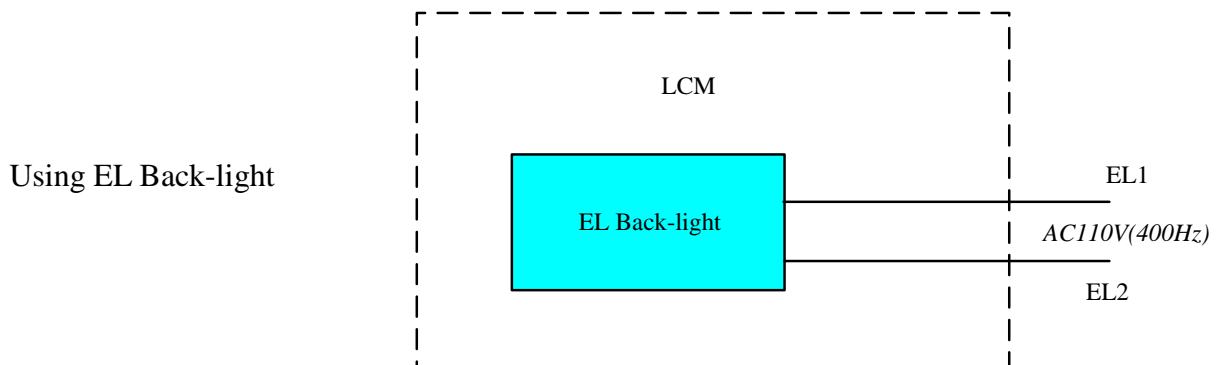 LCM
Using EL Back-light
EL Back-light
EL1
AC110V(400Hz)
EL2